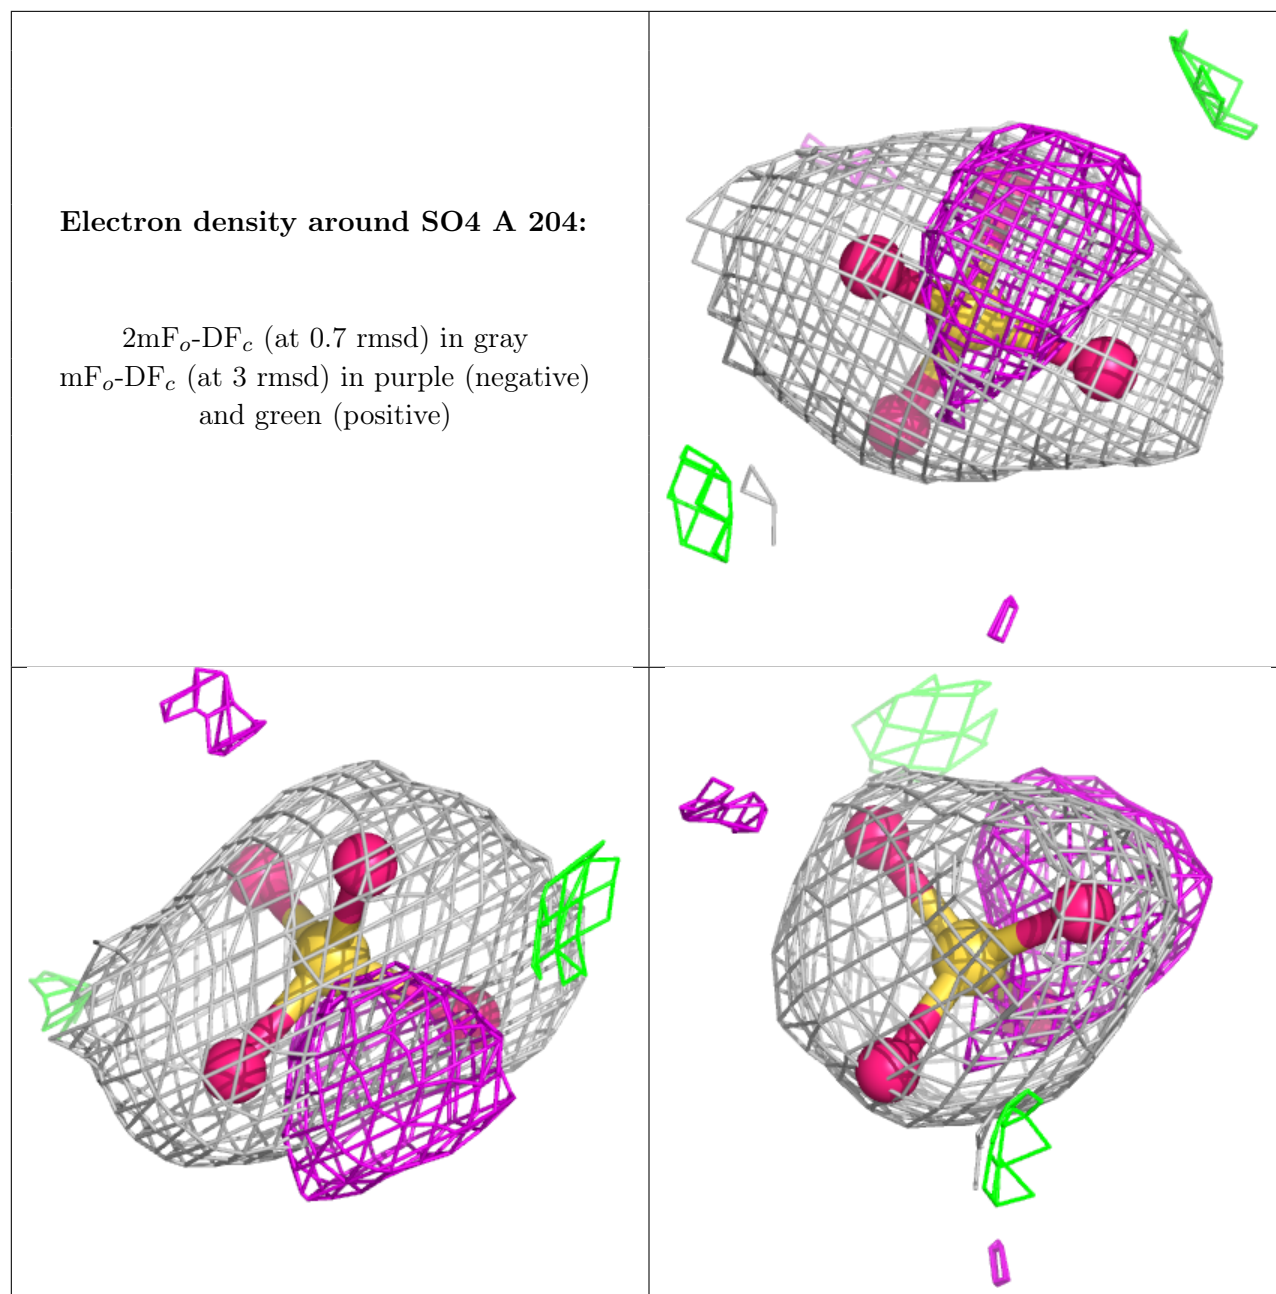 Electron density around SO4 A 204:
2mFo-DFc (at 0.7 rmsd) in gray
mFo-DFc (at 3 rmsd) in purple (negative)
and green (positive)